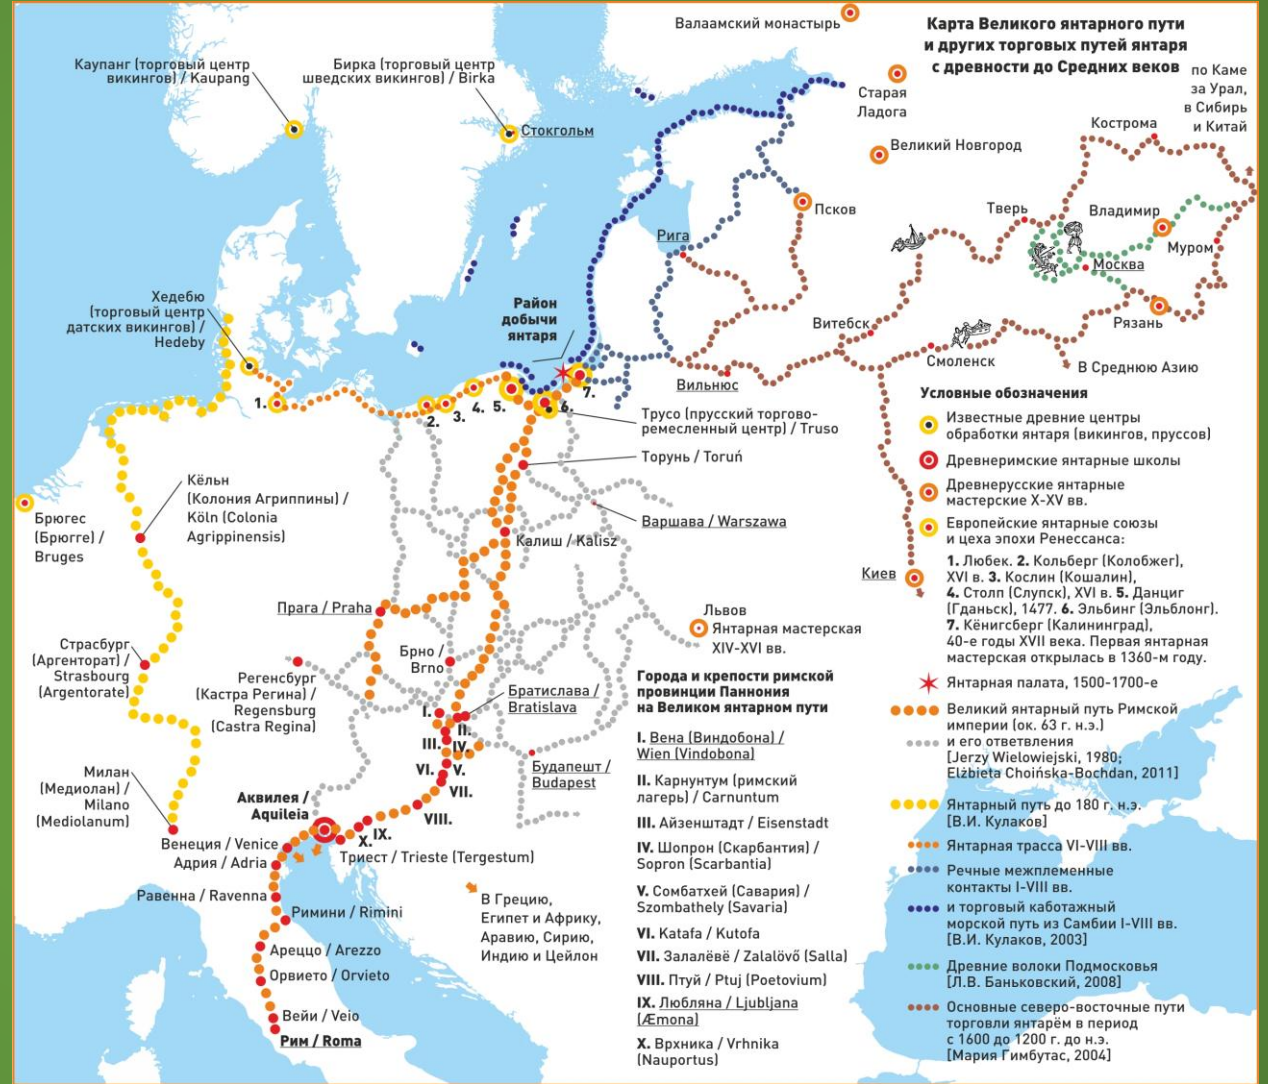 Карта Великого янтарного пути
и других торговых путей янтаря
с древности до Средних веков
Валаамский монастырь
Каупанг (торговый центр
викингов) / Kaupang
Бирка (торговый центр
шведских викингов) / Birka
Стокгольм
Старая
Ладога
Великий Новгород
по Каме
за Урал,
в Сибирь
и Китай
Кострома
Псков
Тверь
Владимир
Муром
Москва
Рига
Рязань
Витебск
Смоленск
В Среднюю Азию
Хедебю
(торговый центр
датских викингов) /
Hedeby
Район
добычи
янтаря
Вильнюс
1.
2.
3.
4.
5.
6.
7.
Трусо (прусский торгово-
ремесленный центр) / Truso
Торунь / Toruń
Варшава / Warszawa
Калиш / Kalisz
Киев
Кёльн
(Колония Агриппины) /
Köln (Colonia
Agrippinensis)
Брюгес
(Брюгге) /
Bruges
Прага / Praha
Львов
Янтарная мастерская
XIV-XVI вв.
Брно /
Brno
Страсбург
(Аргенторат) /
Strasbourg
(Argentorate)
Регенсбург
(Кастра Регина) /
Regensburg
(Castra Regina)
Братислава /
Bratislava
I.
II.
III.
IV.
V.
VI.
VII.
VIII.
IX.
X.
Будапешт /
Budapest
Милан
(Медиолан) /
Milano
(Mediolanum)
Аквилея /
Aquileia
Венеция / Venice
Адрия / Adria
Триест / Trieste (Tergestum)
Равенна / Ravenna
Римини / Rimini
Ареццо / Arezzo
Орвието / Orvieto
Вейи / Veio
Рим / Roma
В Грецию,
Египет и Африку,
Аравию, Сирию,
Индию и Цейлон
Города и крепости римской
провинции Паннония
на Великом янтарном пути
I. Вена (Виндобона) /
Wien (Vindobona)
II. Карнунтум (римский
лагерь) / Carnuntum
III. Айзенштадт / Eisenstadt
IV. Шопрон (Скарбантия) /
Sopron (Scarbantia)
V. Сомбатхей (Савария) /
Szombathely (Savaria)
VI. Katafa / Kutofa
VII. Залалёвё / Zalalövő (Salla)
VIII. Птуй / Ptuj (Poetovium)
IX. Любляна / Ljubljana
(Æmona)
X. Врхника / Vrhnika
(Nauportus)
Условные обозначения
Известные древние центры
обработки янтаря (викингов, пруссов)
Древнеримские янтарные школы
Древнерусские янтарные
мастерские X-XV вв.
Европейские янтарные союзы
и цеха эпохи Ренессанса:
1. Любек. 2. Кольберг (Колобжег),
XVI в. 3. Кослин (Кошалин),
4. Столп (Слупск), XVI в. 5. Данциг
(Гданьск), 1477. 6. Эльбинг (Эльблонг).
7. Кёнигсберг (Калининград),
40-е годы XVII века. Первая янтарная
мастерская открылась в 1360-м году.
Янтарная палата, 1500-1700-е
Великий янтарный путь Римской
империи (ок. 63 г. н.э.)
и его ответвления
[Jerzy Wielowiejski, 1980;
Elżbieta Choińska-Bochdan, 2011]
Янтарный путь до 180 г. н.э.
[В.И. Кулаков]
Янтарная трасса VI-VIII вв.
Речные межплеменные
контакты I-VIII вв.
и торговый каботажный
морской путь из Самбии I-VIII вв.
[В.И. Кулаков, 2003]
Древние волоки Подмосковья
[Л.В. Баньковский, 2008]
Основные северо-восточные пути
торговли янтарём в период
с 1600 до 1200 г. до н.э.
[Мария Гимбутас, 2004]